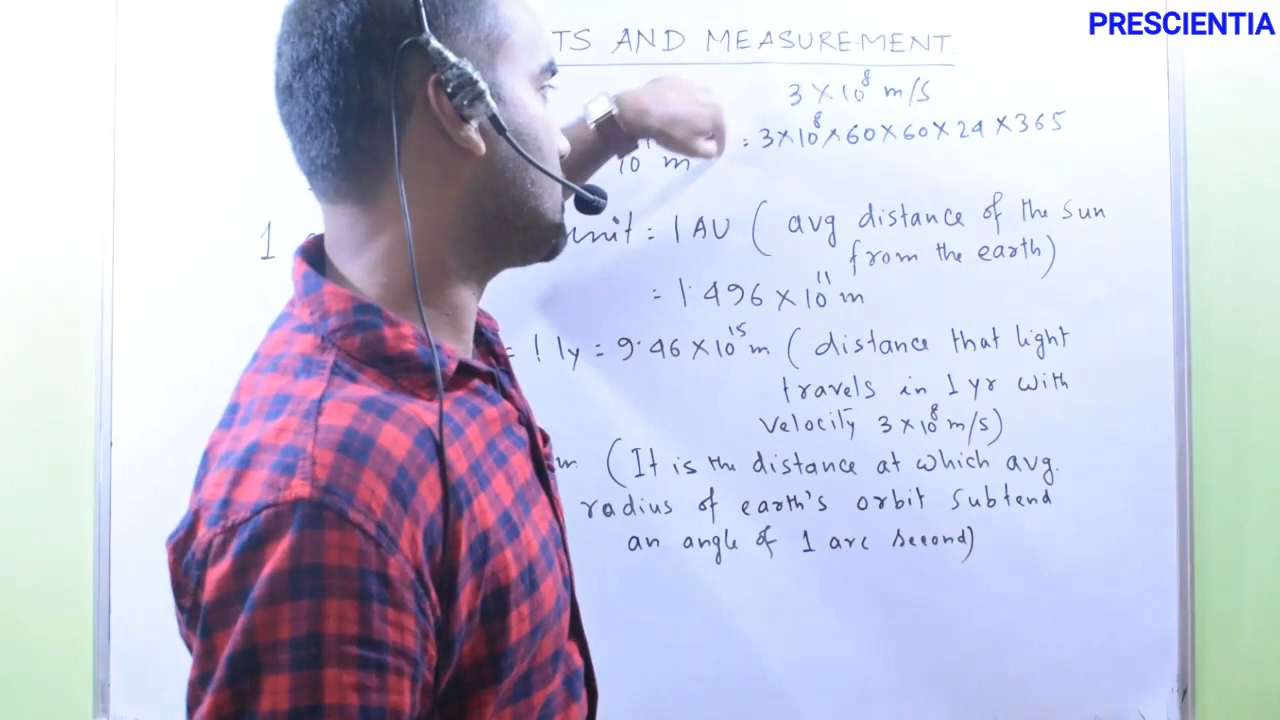 PRESCIENTIA
TS AND MEASUREMENT.
3 × 10⁸ m/s
= 3×10⁸×60×60×24×365
10 m
1 unit = 1 AU ( avg distance of the sun
from the earth)
= 1.496 × 10¹¹ m
= 1 ly = 9.46 × 10¹⁵ m ( distance that light
travels in 1 yr with
velocity 3 × 10⁸ m/s)
m (It is the distance at which avg.
radius of earth's orbit subtend
an angle of 1 arc second)